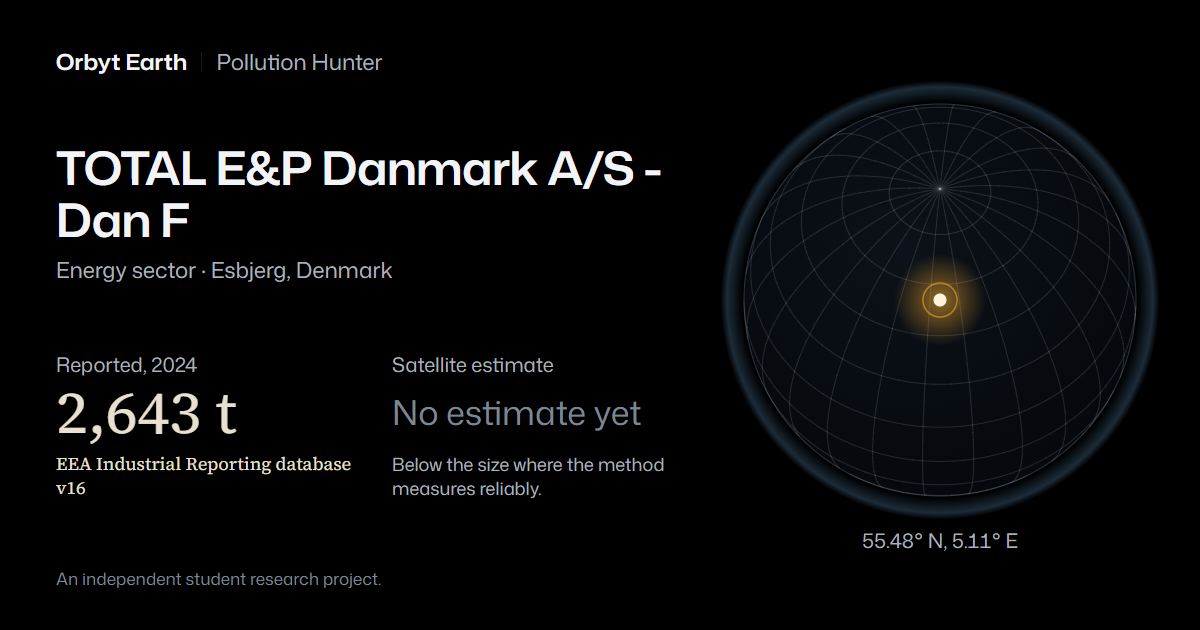 Orbyt Earth | Pollution Hunter
TOTAL E&P Danmark A/S -
Dan F
Energy sector · Esbjerg, Denmark
Reported, 2024
2,643 t
EEA Industrial Reporting database
v16
Satellite estimate
No estimate yet
Below the size where the method
measures reliably.
55.48° N, 5.11° E
An independent student research project.